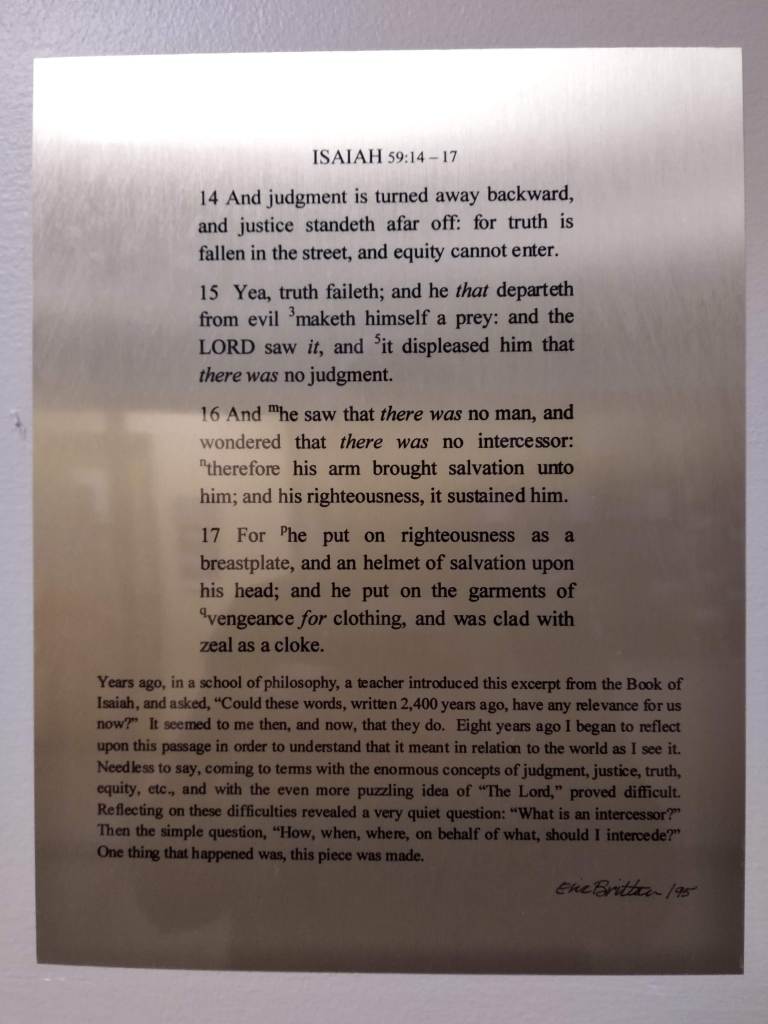 ISAIAH 59:14 – 17
14 And judgment is turned away backward,
and justice standeth afar off: for truth is
fallen in the street, and equity cannot enter.
15 Yea, truth faileth; and he that departeth
from evil ³maketh himself a prey: and the
LORD saw it, and ⁵it displeased him that
there was no judgment.
16 And ᵐhe saw that there was no man, and
wondered that there was no intercessor:
ⁿtherefore his arm brought salvation unto
him; and his righteousness, it sustained him.
17 For ᵖhe put on righteousness as a
breastplate, and an helmet of salvation upon
his head; and he put on the garments of
qvengeance for clothing, and was clad with
zeal as a cloke.
Years ago, in a school of philosophy, a teacher introduced this excerpt from the Book of
Isaiah, and asked, “Could these words, written 2,400 years ago, have any relevance for us
now?” It seemed to me then, and now, that they do. Eight years ago I began to reflect
upon this passage in order to understand that it meant in relation to the world as I see it.
Needless to say, coming to terms with the enormous concepts of judgment, justice, truth,
equity, etc., and with the even more puzzling idea of “The Lord,” proved difficult.
Reflecting on these difficulties revealed a very quiet question: “What is an intercessor?”
Then the simple question, “How, when, where, on behalf of what, should I intercede?”
One thing that happened was, this piece was made.
Eric Brittan /95